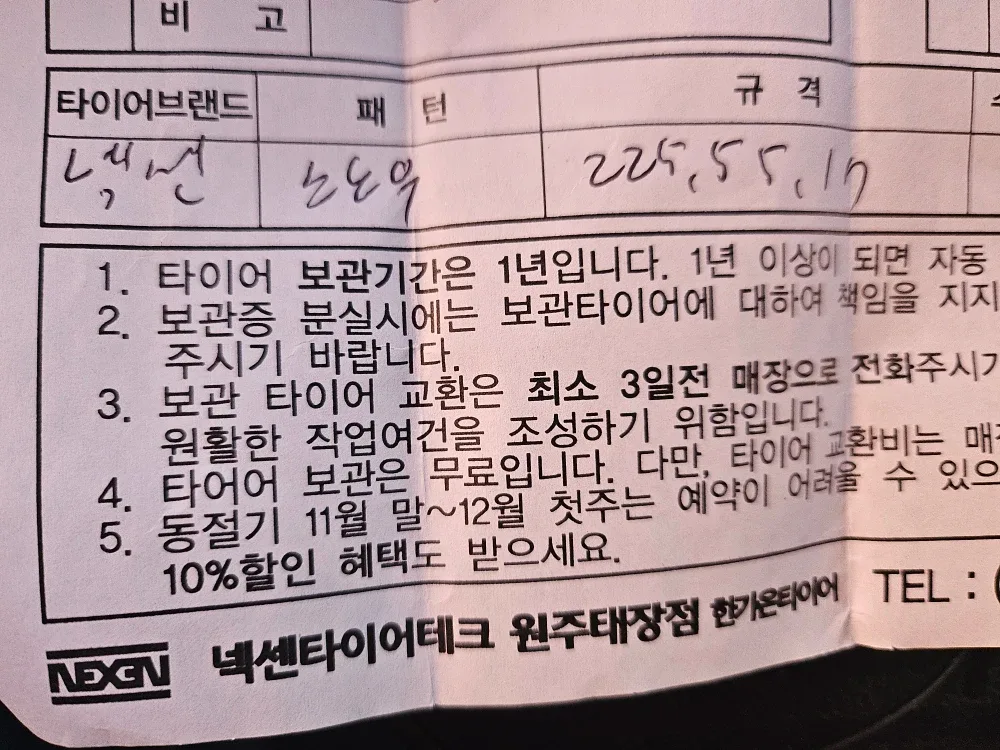 비 고
타이어브랜드 패 턴 규 격
넥센 225,55,17
1. 타이어 보관기간은 1년입니다. 1년 이상이 되면 자동
2. 보관증 분실시에는 보관타이어에 대하여 책임을 지지
주시기 바랍니다.
3. 보관 타이어 교환은 최소 3일전 매장으로 전화주시기
원활한 작업여건을 조성하기 위함입니다.
4. 타어어 보관은 무료입니다. 다만, 타이어 교환비는 매
5. 동절기 11월 말~12월 첫주는 예약이 어려울 수 있으
10%할인 혜택도 받으세요.
NEXEN 넥센타이어테크 원주태장점 한가온타이어 TEL : (